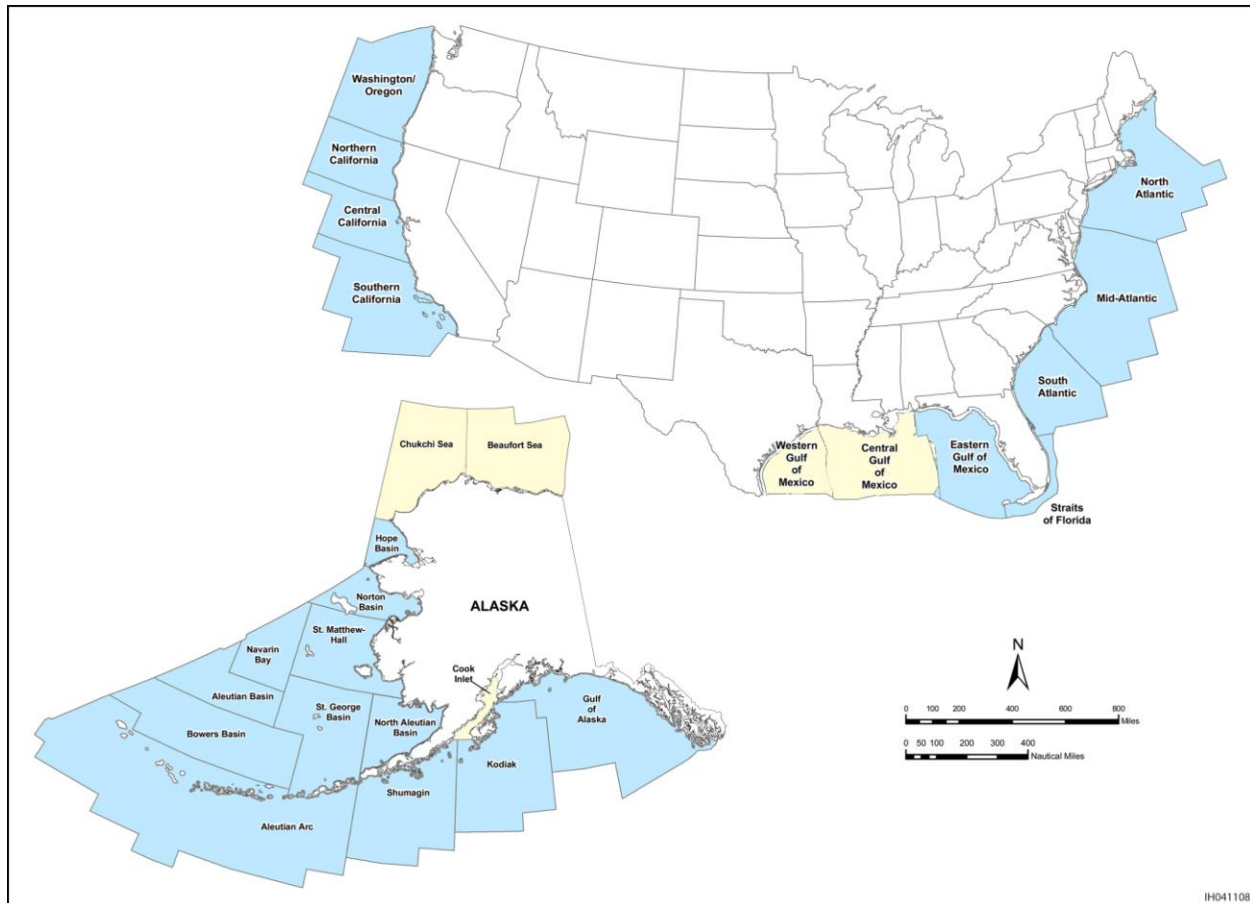 Washington/
Oregon
Northern
California
Central
California
Southern
California
North
Atlantic
Mid-Atlantic
South
Atlantic
Western
Gulf
of
Mexico
Central
Gulf
of
Mexico
Eastern
Gulf of
Mexico
Straits
of Florida
Chukchi Sea
Beaufort Sea
Hope
Basin
Norton
Basin
ALASKA
St. Matthew-
Hall
Navarin
Bay
Aleutian Basin
Bowers Basin
St. George
Basin
North Aleutian
Basin
Cook
Inlet
Gulf
of
Alaska
Kodiak
Shumagin
Aleutian Arc
N
0 100 200 400 600 800
Miles
0 50 100 200 300 400
Nautical Miles
IH041108